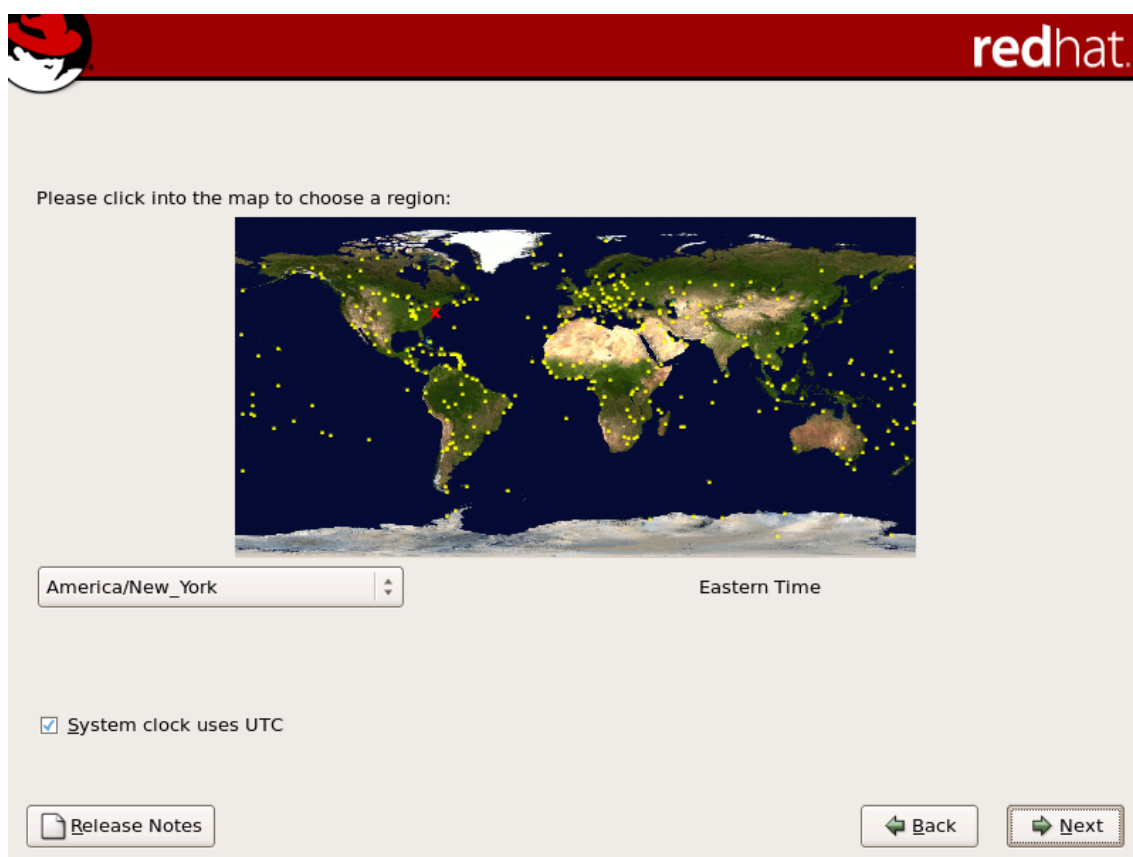 redhat.
Please click into the map to choose a region:
America/New_York
Eastern Time
System clock uses UTC
Release Notes
Back
Next